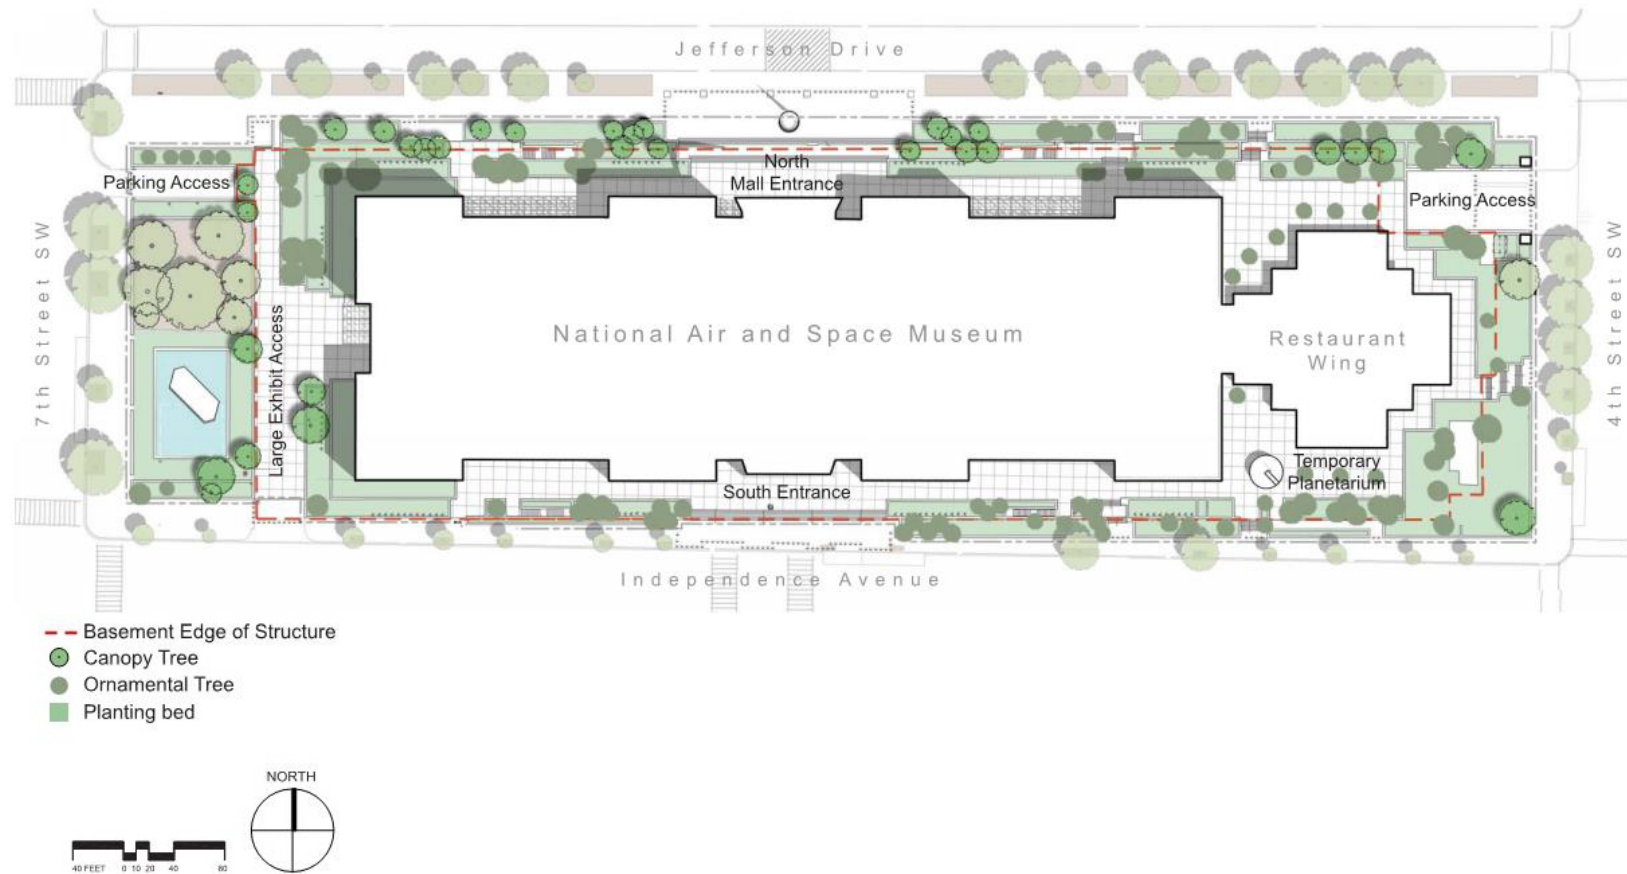 Jefferson Drive
North
Mall Entrance
Parking Access
Parking Access
7th Street SW
4th Street SW
Large Exhibit Access
National Air and Space Museum
Restaurant
Wing
Temporary
Planetarium
South Entrance
Independence Avenue
Basement Edge of Structure
Canopy Tree
Ornamental Tree
Planting bed
NORTH
40 FEET 0 10 20 40 80